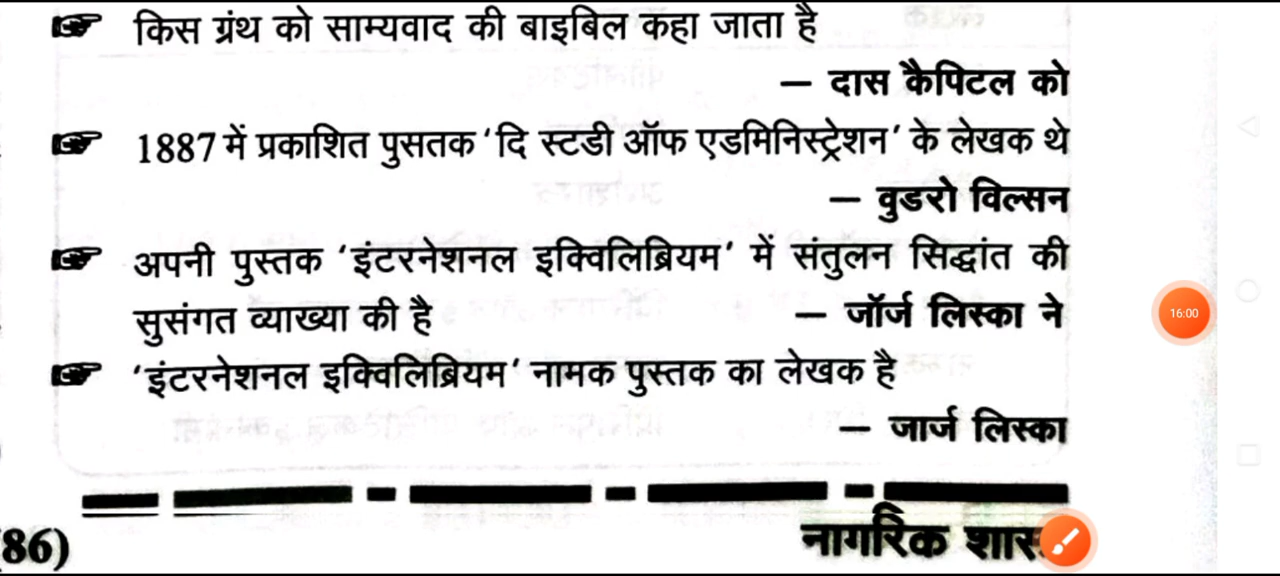 ☞ किस ग्रंथ को साम्यवाद की बाइबिल कहा जाता है
— दास कैपिटल को
☞ 1887 में प्रकाशित पुसतक ‘दि स्टडी ऑफ एडमिनिस्ट्रेशन’ के लेखक थे
— वुडरो विल्सन
☞ अपनी पुस्तक ‘इंटरनेशनल इक्विलिब्रियम’ में संतुलन सिद्धांत की
सुसंगत व्याख्या की है — जॉर्ज लिस्का ने
☞ ‘इंटरनेशनल इक्विलिब्रियम’ नामक पुस्तक का लेखक है
— जार्ज लिस्का
86) नागरिक
16:00